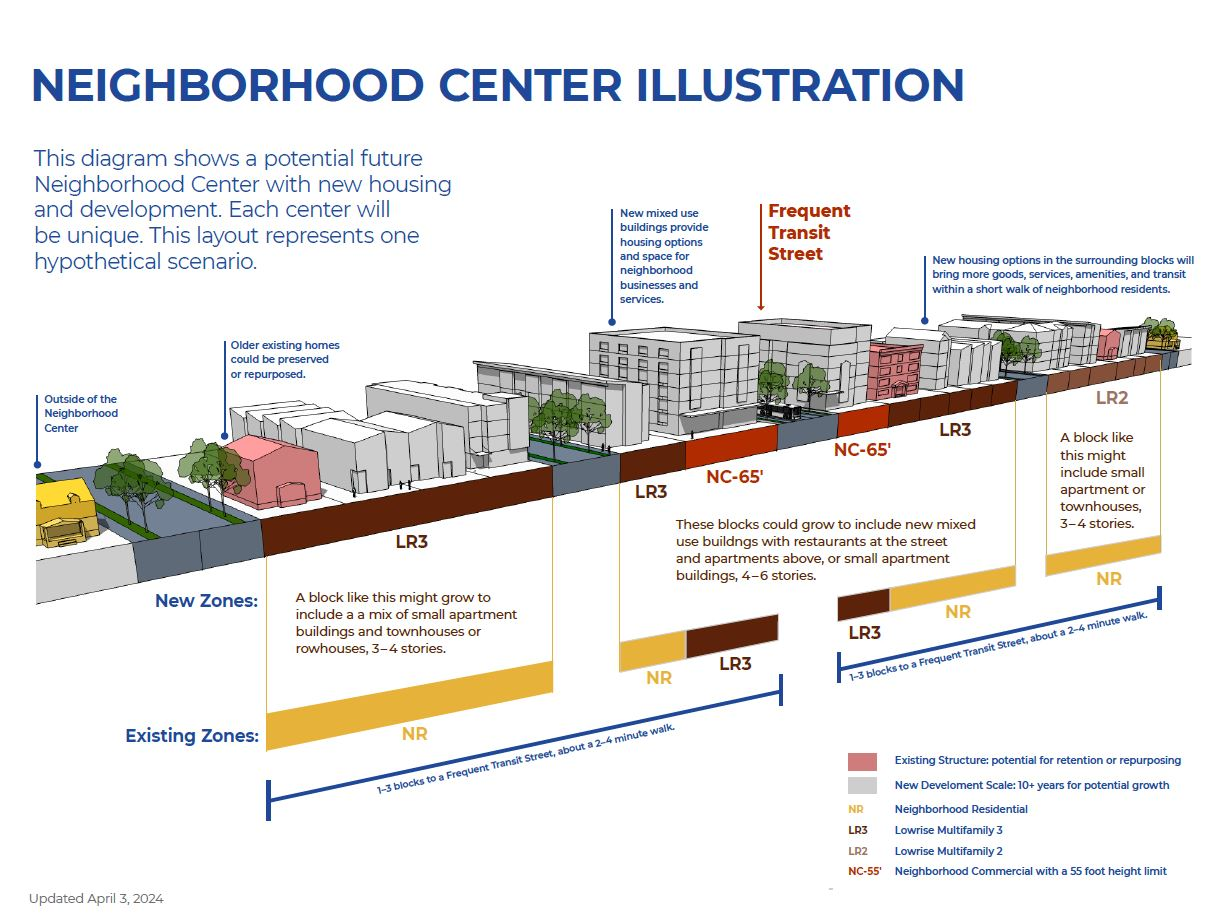 NEIGHBORHOOD CENTER ILLUSTRATION
This diagram shows a potential future
Neighborhood Center with new housing
and development. Each center will
be unique. This layout represents one
hypothetical scenario.
New mixed use
buildings provide
housing options
and space for
neighborhood
businesses and
services.
Frequent
Transit
Street
New housing options in the surrounding blocks will
bring more goods, services, amenities, and transit
within a short walk of neighborhood residents.
Older existing homes
could be preserved
or repurposed.
Outside of the
Neighborhood
Center
LR2
LR3
NC-65'
NC-65'
LR3
LR3
A block like
this might
include small
apartment or
townhouses,
3–4 stories.
These blocks could grow to include new mixed
use buildngs with restaurants at the street
and apartments above, or small apartment
buildings, 4–6 stories.
New Zones:
A block like this might grow to
include a a mix of small apartment
buildings and townhouses or
rowhouses, 3–4 stories.
NR
NR
LR3
LR3
NR
1–3 blocks to a Frequent Transit Street, about a 2–4 minute walk.
Existing Zones:
NR
1–3 blocks to a Frequent Transit Street, about a 2–4 minute walk.
Existing Structure: potential for retention or repurposing
New Develoment Scale: 10+ years for potential growth
NR Neighborhood Residential
LR3 Lowrise Multifamily 3
LR2 Lowrise Multifamily 2
NC-55' Neighborhood Commercial with a 55 foot height limit
Updated April 3, 2024